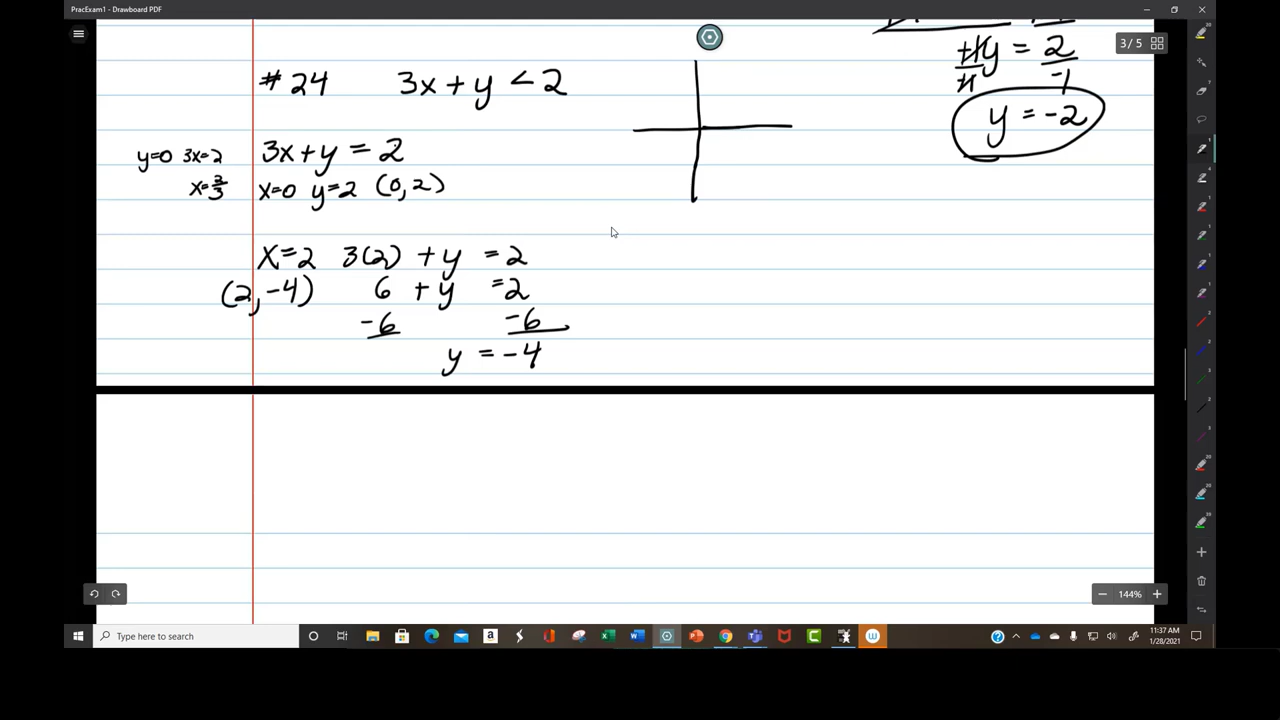 PracExam1 - Drawboard PDF
3 / 5
# 24 3x + y < 2
3x + y = 2
y=0 3x=2
x=2/3
x=0 y=2 (0, 2)
x=2 3(2) + y = 2
(2, -4) 6 + y = 2
-6 -6
y = -4
y = 2/-1
y = -2
144%
Type here to search
11:37 AM
1/28/2021